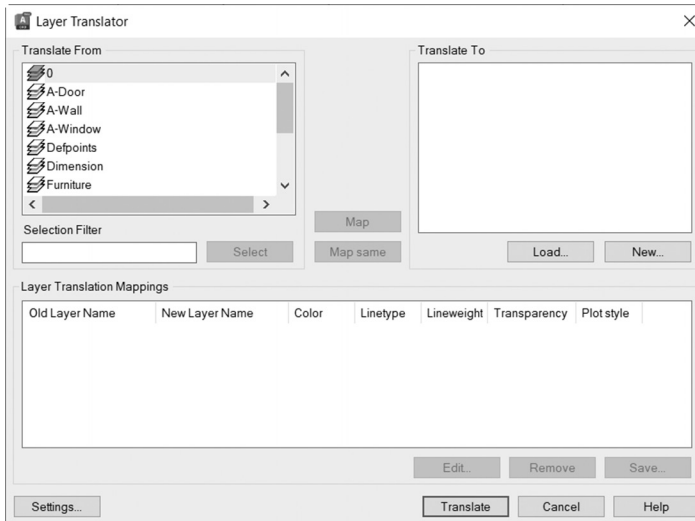 Layer Translator
Translate From
0
A-Door
A-Wall
A-Window
Defpoints
Dimension
Furniture
Selection Filter
Select
Map
Map same
Translate To
Load...
New...
Layer Translation Mappings
Old Layer Name New Layer Name Color Linetype Lineweight Transparency Plot style
Edit... Remove Save...
Settings... Translate Cancel Help